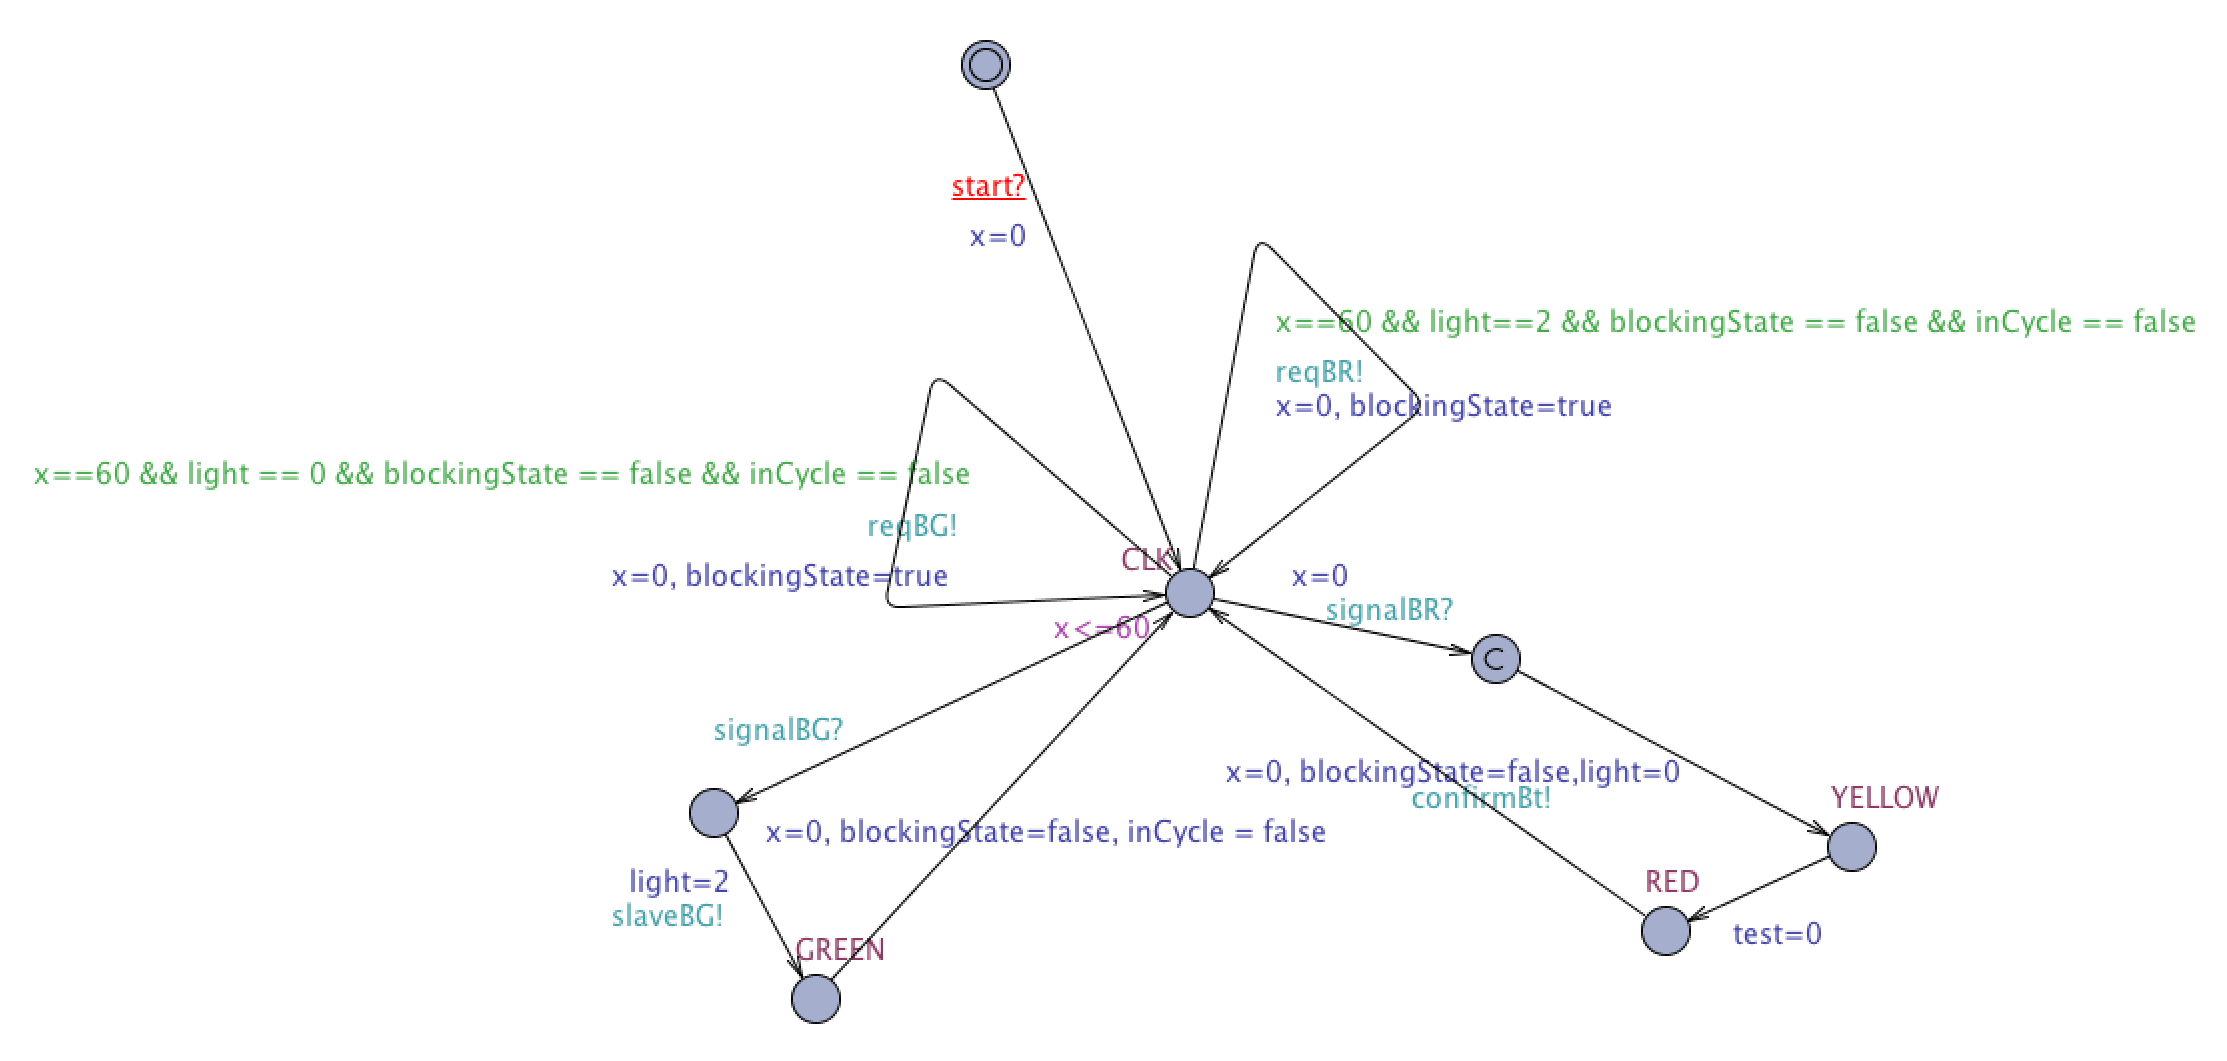 start?
x=0
x==60 && light==2 && blockingState == false && inCycle == false
reqBR!
x=0, blockingState=true
x==60 && light == 0 && blockingState == false && inCycle == false
reqBG!
x=0, blockingState=true
CLK
x<=60
x=0
signalBR?
C
signalBG?
x=0, blockingState=false,light=0
confirmBt!
YELLOW
x=0, blockingState=false, inCycle = false
light=2
slaveBG!
RED
test=0
GREEN